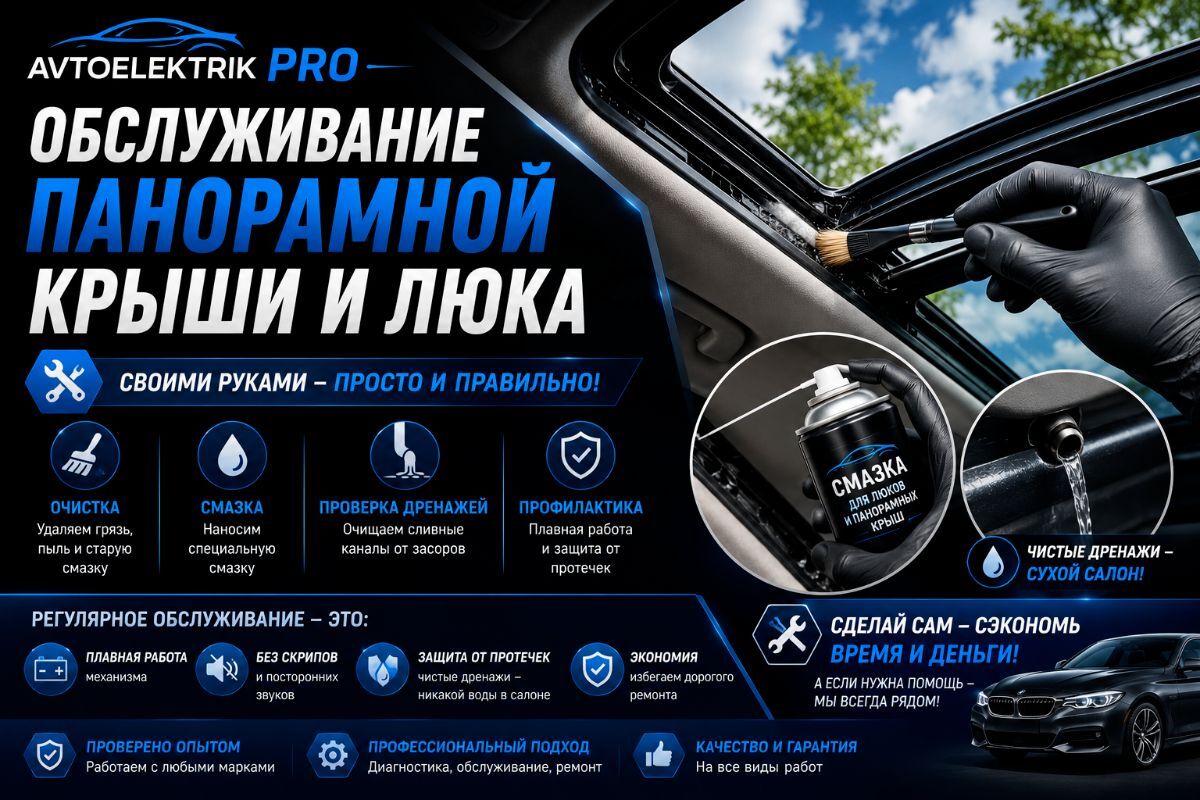 AVTOELEKTRIK PRO
ОБСЛУЖИВАНИЕ
ПАНОРАМНОЙ
КРЫШИ И ЛЮКА
СВОИМИ РУКАМИ – ПРОСТО И ПРАВИЛЬНО!
ОЧИСТКА
Удаляем грязь,
пыль и старую
смазку
СМАЗКА
Наносим
специальную
смазку
ПРОВЕРКА ДРЕНАЖЕЙ
Очищаем сливные
каналы от засоров
ПРОФИЛАКТИКА
Плавная работа
и защита от
протечек
СМАЗКА
ДЛЯ ЛЮКОВ
И ПАНОРАМНЫХ
КРЫШ
ЧИСТЫЕ ДРЕНАЖИ –
СУХОЙ САЛОН!
РЕГУЛЯРНОЕ ОБСЛУЖИВАНИЕ – ЭТО:
ПЛАВНАЯ РАБОТА
механизма
БЕЗ СКРИПОВ
и посторонних
звуков
ЗАЩИТА ОТ ПРОТЕЧЕК
чистые дренажи –
никакой воды в салоне
ЭКОНОМИЯ
избегаем дорогого
ремонта
СДЕЛАЙ САМ – СЭКОНОМЬ
ВРЕМЯ И ДЕНЬГИ!
А ЕСЛИ НУЖНА ПОМОЩЬ –
МЫ ВСЕГДА РЯДОМ!
ПРОВЕРЕНО ОПЫТОМ
Работаем с любыми марками
ПРОФЕССИОНАЛЬНЫЙ ПОДХОД
Диагностика, обслуживание, ремонт
КАЧЕСТВО И ГАРАНТИЯ
На все виды работ